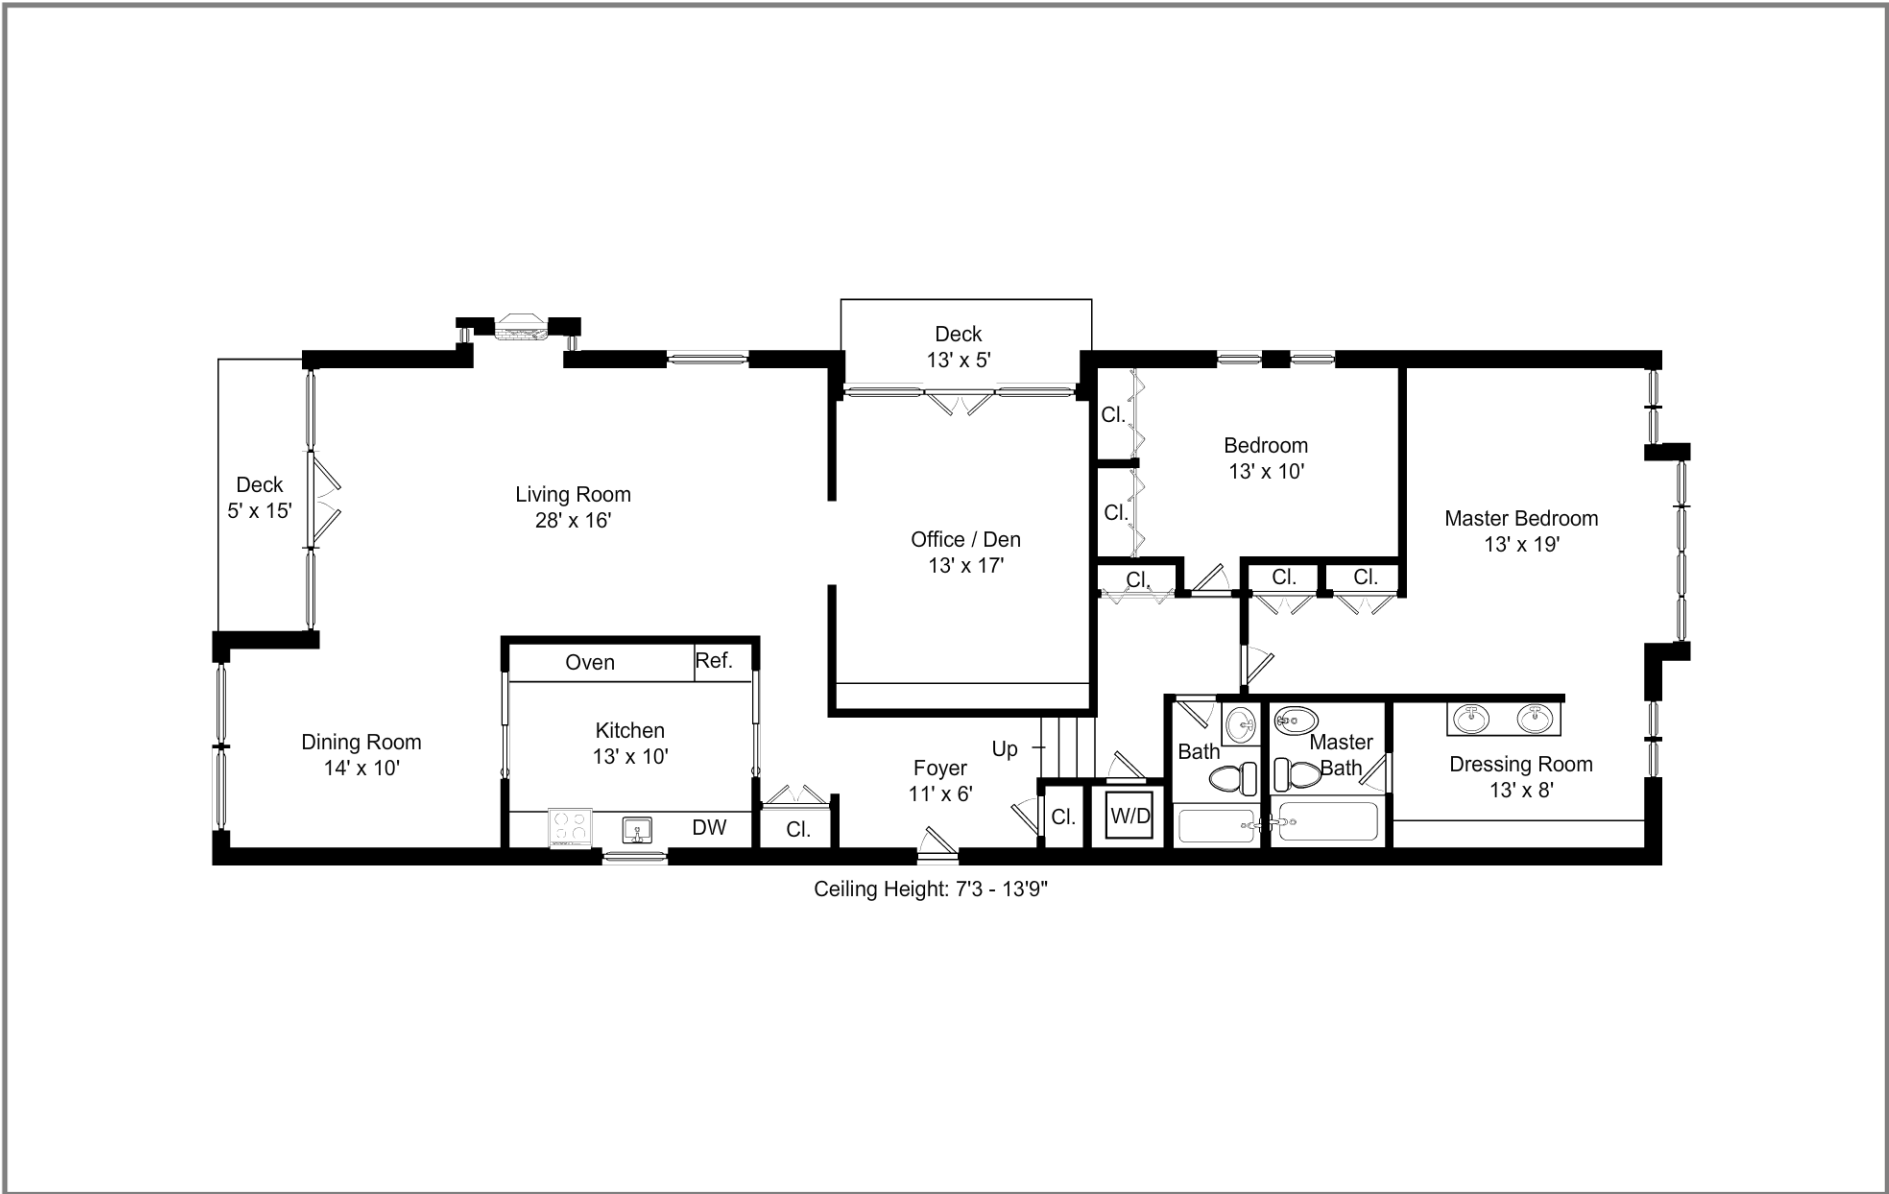 Deck
13' x 5'
Cl.
Bedroom
13' x 10'
Deck
5' x 15'
Living Room
28' x 16'
Cl.
Master Bedroom
13' x 19'
Office / Den
13' x 17'
Cl.
Cl.
Cl.
Oven
Ref.
Kitchen
13' x 10'
Dining Room
14' x 10'
Up
Foyer
11' x 6'
Bath
Master
Bath
Dressing Room
13' x 8'
DW
Cl.
Cl.
W/D
Ceiling Height: 7'3 - 13'9"